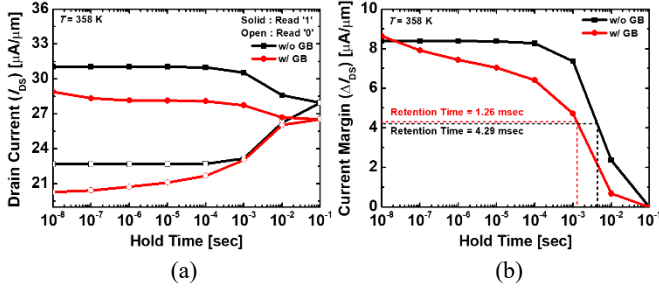 T = 358 K
Solid : Read '1'
Open : Read '0'
w/o GB
w/ GB
Drain Current (I_DS) [μA/μm]
36
33
30
27
24
21
10^-8 10^-7 10^-6 10^-5 10^-4 10^-3 10^-2 10^-1
Hold Time [sec]
(a)
T = 358 K
w/o GB
w/ GB
Current Margin (ΔI_DS) [μA/μm]
10
8
6
4
2
0
Retention Time = 1.26 msec
Retention Time = 4.29 msec
10^-8 10^-7 10^-6 10^-5 10^-4 10^-3 10^-2 10^-1
Hold Time [sec]
(b)